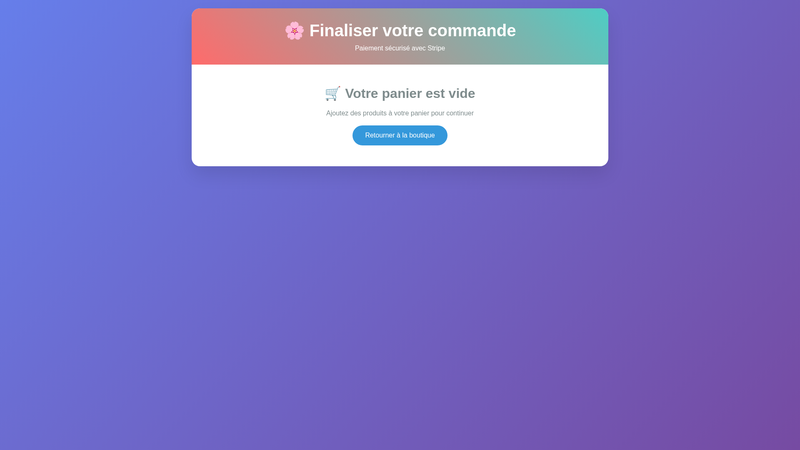 🌸 Finaliser votre commande
Paiement sécurisé avec Stripe
🛒 Votre panier est vide
Ajoutez des produits à votre panier pour continuer
Retourner à la boutique